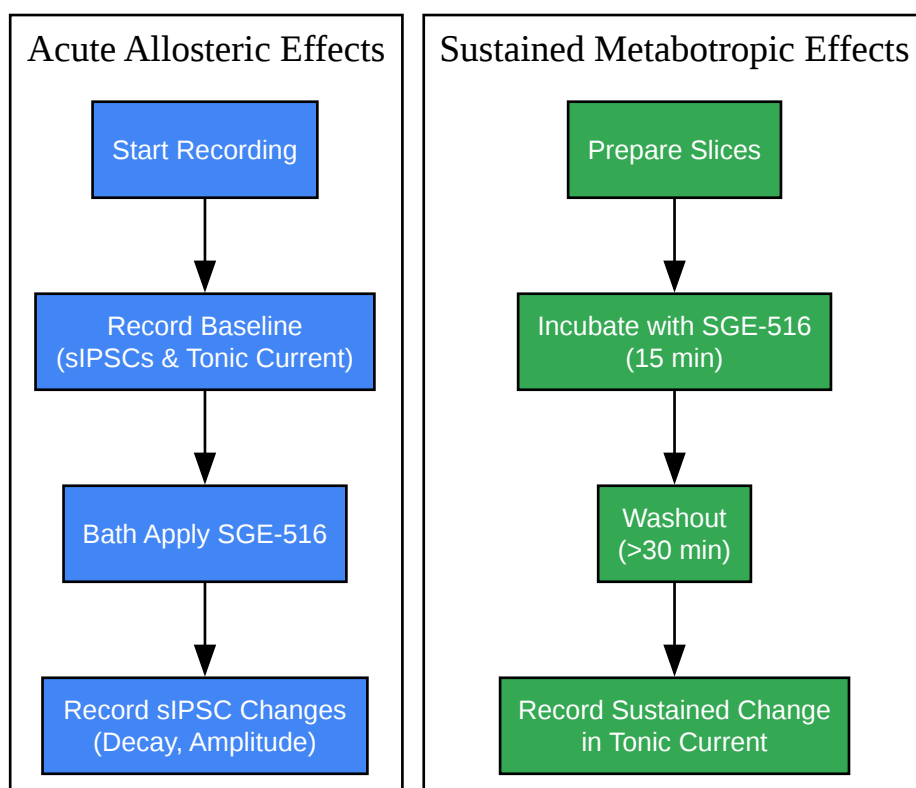 Acute Allosteric Effects
Start Recording
Record Baseline
(sIPSCs & Tonic Current)
Bath Apply SGE-516
Record sIPSC Changes
(Decay, Amplitude)
Sustained Metabotropic Effects
Prepare Slices
Incubate with SGE-516
(15 min)
Washout
(>30 min)
Record Sustained Change
in Tonic Current